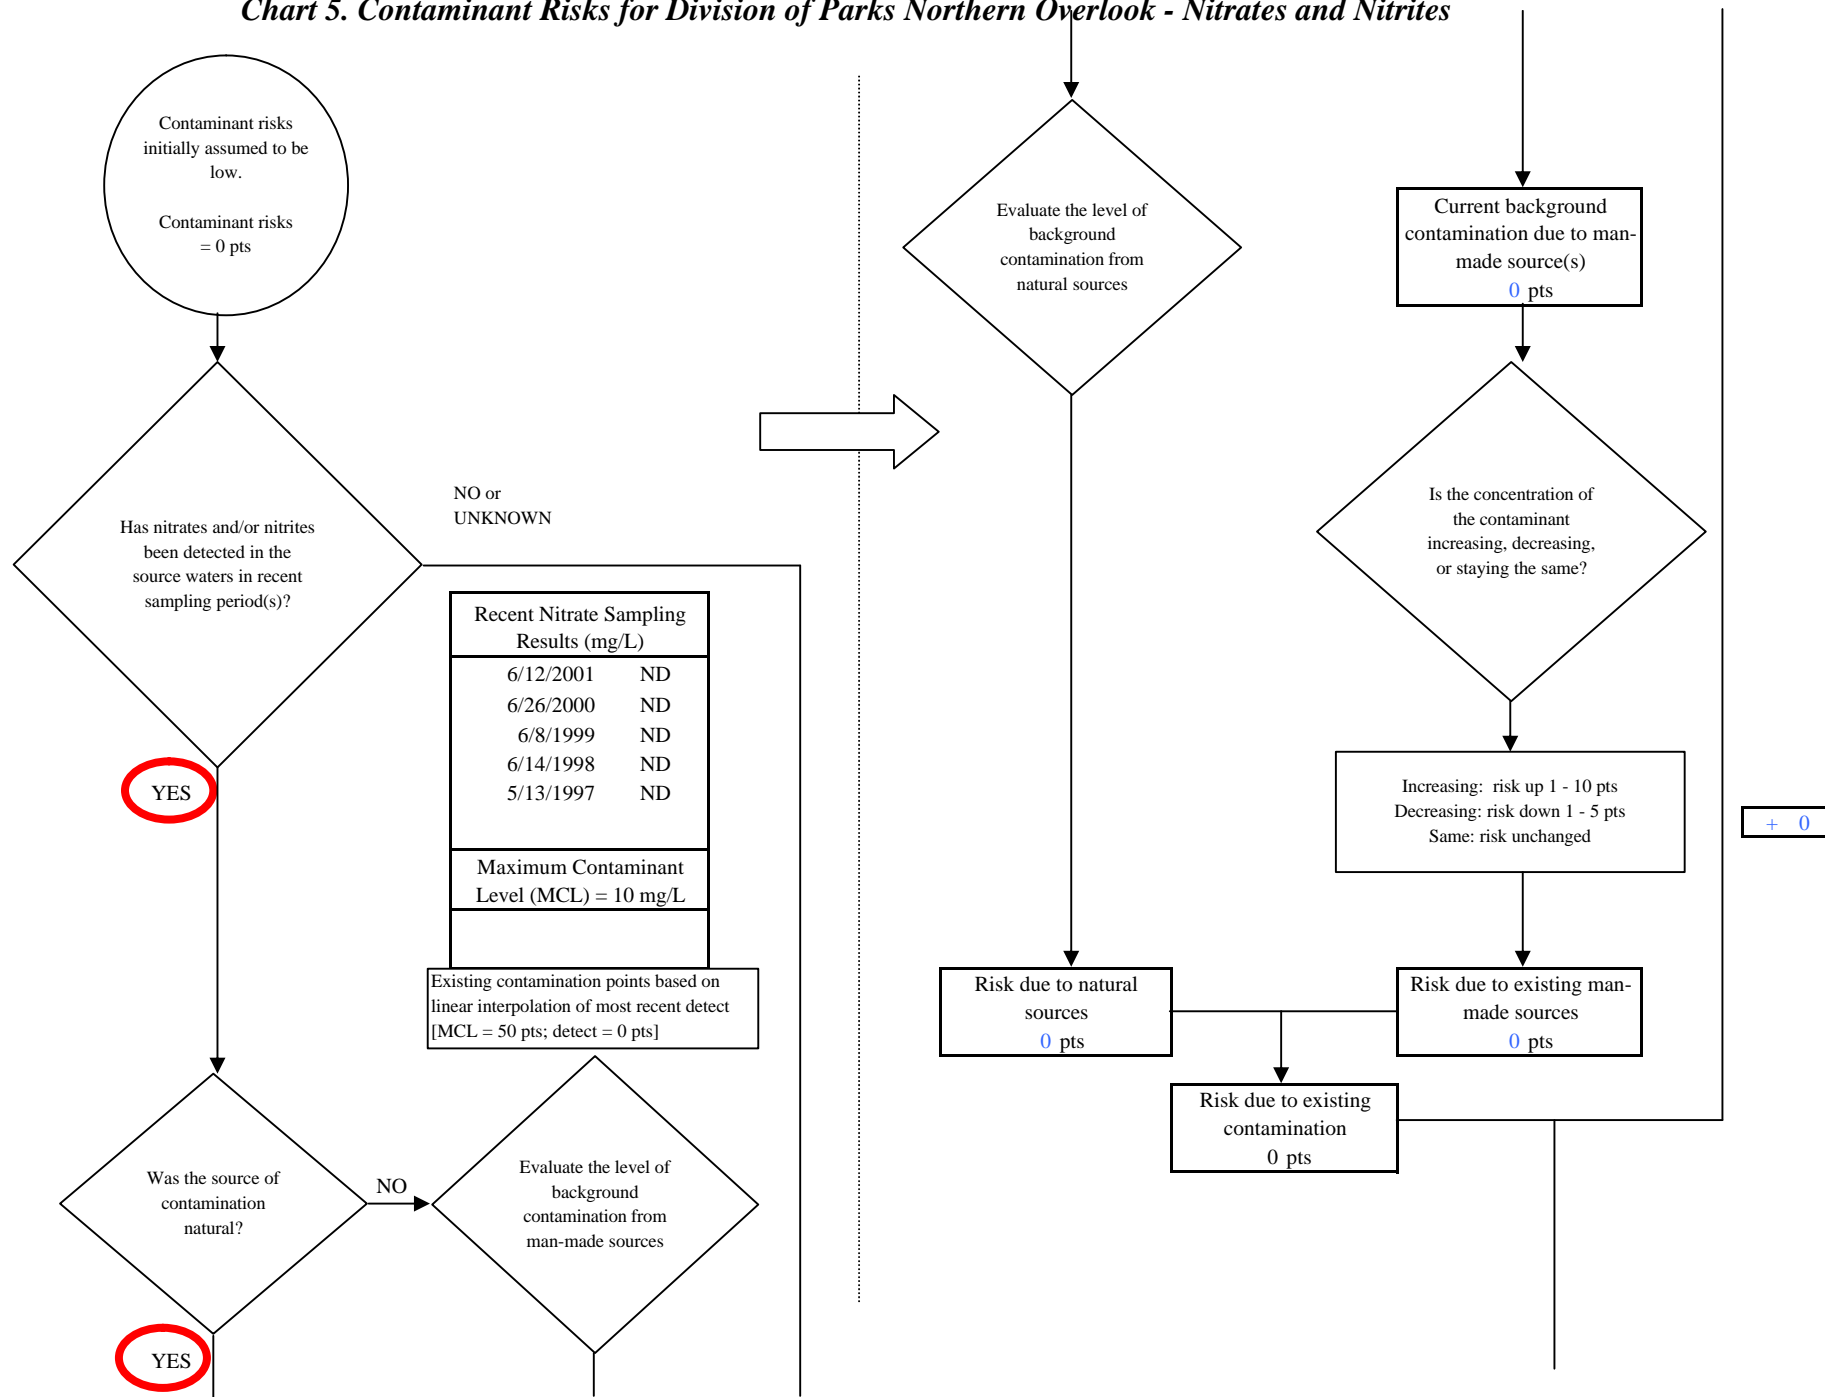 Chart 5. Contaminant Risks for Division of Parks Northern Overlook - Nitrates and Nitrites
Contaminant risks
initially assumed to be
low.
Contaminant risks
= 0 pts
Has nitrates and/or nitrites
been detected in the
source waters in recent
sampling period(s)?
NO or
UNKNOWN
YES
Recent Nitrate Sampling
Results (mg/L)
6/12/2001 ND
6/26/2000 ND
6/8/1999 ND
6/14/1998 ND
5/13/1997 ND
Maximum Contaminant
Level (MCL) = 10 mg/L
Existing contamination points based on
linear interpolation of most recent detect
[MCL = 50 pts; detect = 0 pts]
Was the source of
contamination
natural?
NO
YES
Evaluate the level of
background
contamination from
man-made sources
Evaluate the level of
background
contamination from
natural sources
Current background
contamination due to man-
made source(s)
0 pts
Is the concentration of
the contaminant
increasing, decreasing,
or staying the same?
Increasing: risk up 1 - 10 pts
Decreasing: risk down 1 - 5 pts
Same: risk unchanged
+ 0
Risk due to natural
sources
0 pts
Risk due to existing man-
made sources
0 pts
Risk due to existing
contamination
0 pts